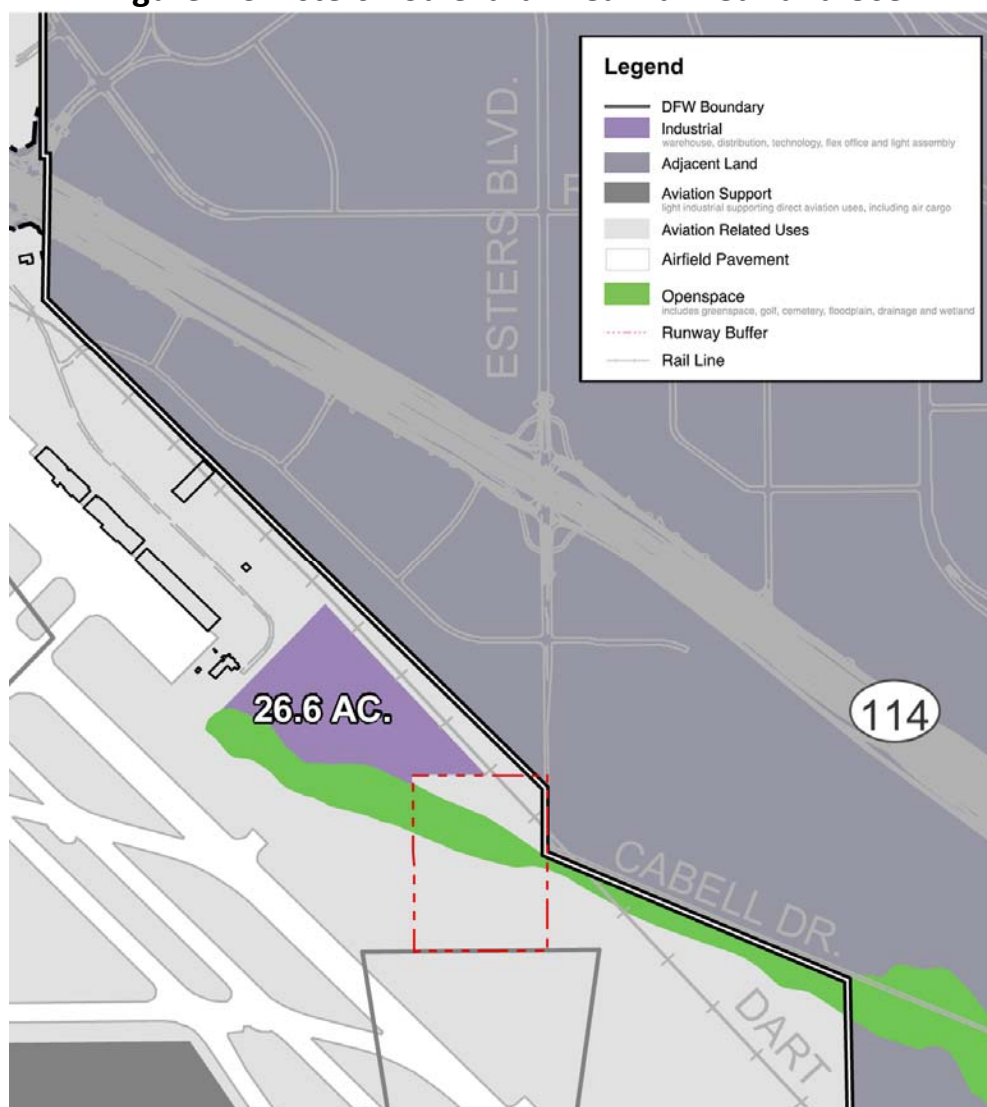 Figure
Legend
DFW Boundary
Industrial
warehouse, distribution, technology, flex office and light assembly
Adjacent Land
Aviation Support
light industrial supporting direct aviation uses, including air cargo
Aviation Related Uses
Airfield Pavement
Openspace
includes greenspace, golf, cemetery, floodplain, drainage and wetland
Runway Buffer
Rail Line
ESTERS BLVD.
26.6 AC.
114
CABELL DR.
DART